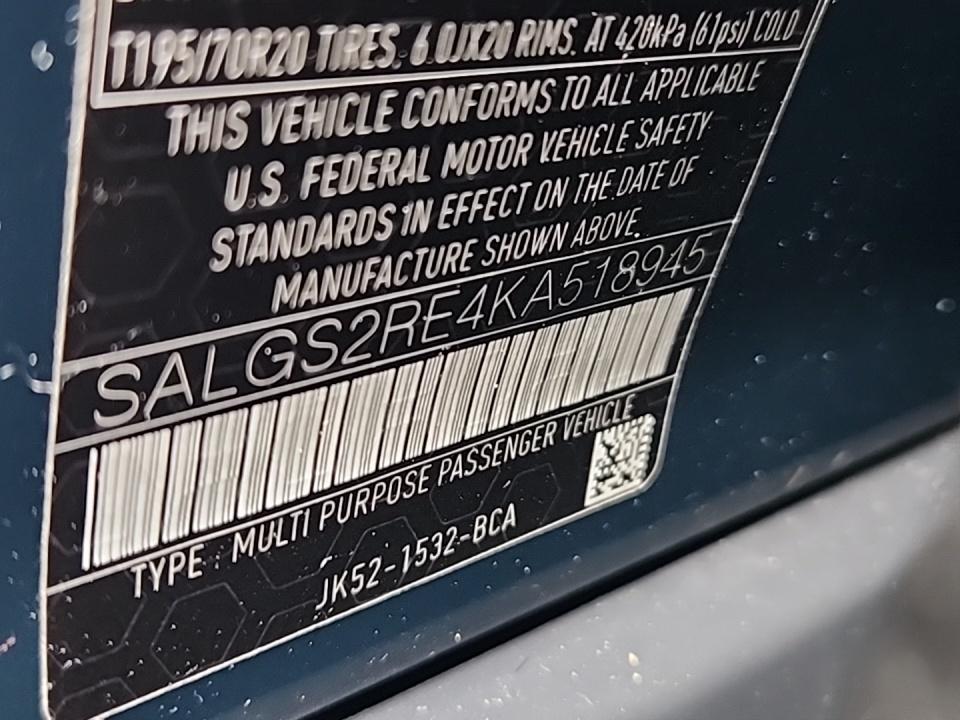 T195/70R20 TIRES. 6.0JX20 RIMS. AT 420kPa (61psi) COLD
THIS VEHICLE CONFORMS TO ALL APPLICABLE
U.S. FEDERAL MOTOR VEHICLE SAFETY
STANDARDS IN EFFECT ON THE DATE OF
MANUFACTURE SHOWN ABOVE.
SALGS2RE4KA518945
TYPE : MULTI PURPOSE PASSENGER VEHICLE
JK52-1532-BCA